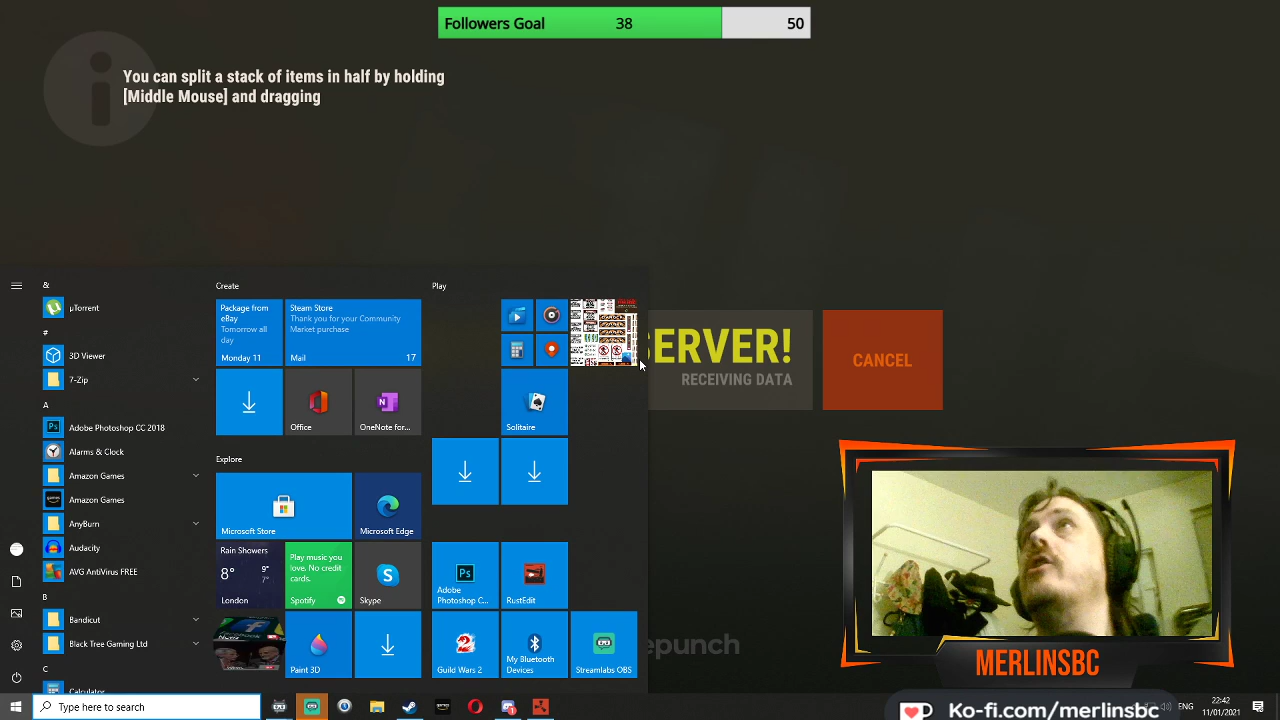 Followers Goal 38 50
You can split a stack of items in half by holding
[Middle Mouse] and dragging
&
µTorrent
#
3D Viewer
7-Zip
A
Adobe Photoshop CC 2018
Alarms & Clock
Amazon Games
Amazon Games
AnyBurn
Audacity
AVG AntiVirus FREE
B
Bandicut
Black Tree Gaming Ltd
C
Calculator
Create
Package from
eBay
Tomorrow all
day
Monday 11
Steam Store
Thank you for your Community
Market purchase
Mail 17
Office
OneNote for...
Explore
Microsoft Store
Microsoft Edge
Rain Showers
8° 9°
7°
London
Play music you
love. No credit
cards.
Spotify
Skype
Paint 3D
Play
Solitaire
Adobe
Photoshop C...
RustEdit
Guild Wars 2
My Bluetooth
Devices
Streamlabs OBS
SERVER!
RECEIVING DATA
CANCEL
epunch
MERLINSBC
Ko-fi.com/merlinsbc
Type here to search
ENG
22:42
11/01/2021